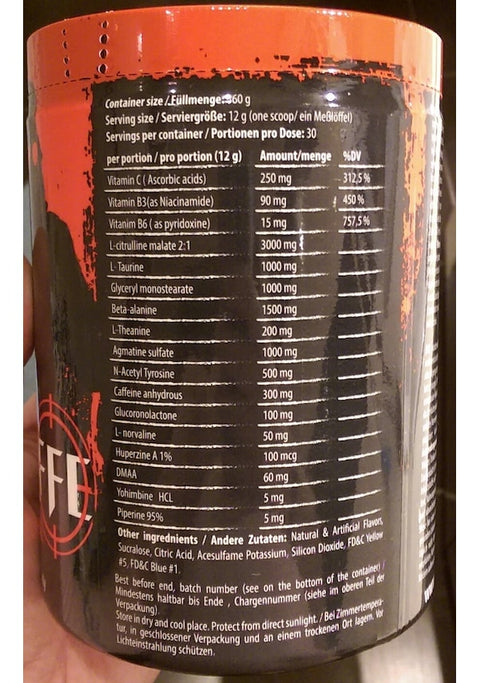 Container size /Füllmenge: 360 g
Serving size / Serviergröße: 12 g (one scoop/ ein Meßlöffel)
Servings per container / Portionen pro Dose: 30
per portion / pro portion (12 g) Amount/menge %DV
Vitamin C ( Ascorbic acids) 250 mg 312,5 %
Vitamin B3(as Niacinamide) 90 mg 450 %
Vitanim B6 ( as pyridoxine) 15 mg 757,5 %
L-citrulline malate 2:1 3000 mg
L- Taurine 1000 mg
Glyceryl monostearate 1000 mg
Beta-alanine 1500 mg
L-Theanine 200 mg
Agmatine sulfate 1000 mg
N-Acetyl Tyrosine 500 mg
Caffeine anhydrous 300 mg
Glucoronolactone 100 mg
L- norvaline 50 mg
Huperzine A 1% 100 mcg
DMAA 60 mg
Yohimbine HCL 5 mg
Piperine 95% 5 mg
Other ingredients / Andere Zutaten: Natural & Artificial Flavors,
Sucralose, Citric Acid, Acesulfame Potassium, Silicon Dioxide, FD&C Yellow
#5, FD&C Blue #1.
Best before end, batch number (see on the bottom of the container) /
Mindestens haltbar bis Ende , Chargennummer (siehe im oberen Teil der
Verpackung).
Store in dry and cool place. Protect from direct sunlight. / Bei Zimmertempera-
tur, in geschlossener Verpackung und an einem trockenen Ort lagern. Vor
Lichteinstrahlung schützen.
FFE